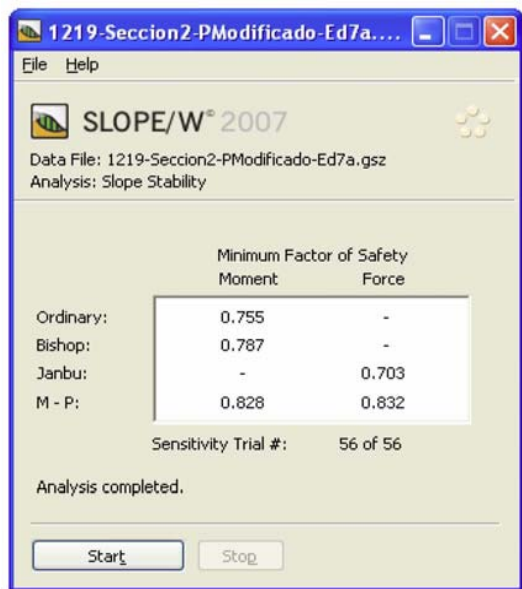 1219-Seccion2-PModificado-Ed7a....
File Help
SLOPE/W© 2007
Data File: 1219-Seccion2-PModificado-Ed7a.gsz
Analysis: Slope Stability
Minimum Factor of Safety
Moment Force
Ordinary: 0.755 -
Bishop: 0.787 -
Janbu: - 0.703
M - P: 0.828 0.832
Sensitivity Trial #: 56 of 56
Analysis completed.
Start Stop